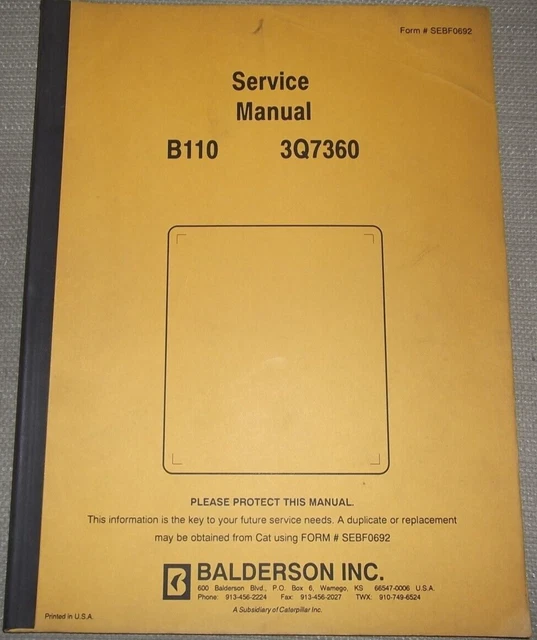 Form # SEBF0692
Service
Manual
B110 3Q7360
PLEASE PROTECT THIS MANUAL.
This information is the key to your future service needs. A duplicate or replacement
may be obtained from Cat using FORM # SEBF0692
BALDERSON INC.
600 Balderson Blvd., P.O. Box 6, Wamego, KS 66547-0006 U.S.A.
Phone: 913-456-2224 Fax: 913-456-2027 TWX: 910-749-6524
A Subsidiary of Caterpillar Inc.
Printed in U.S.A.